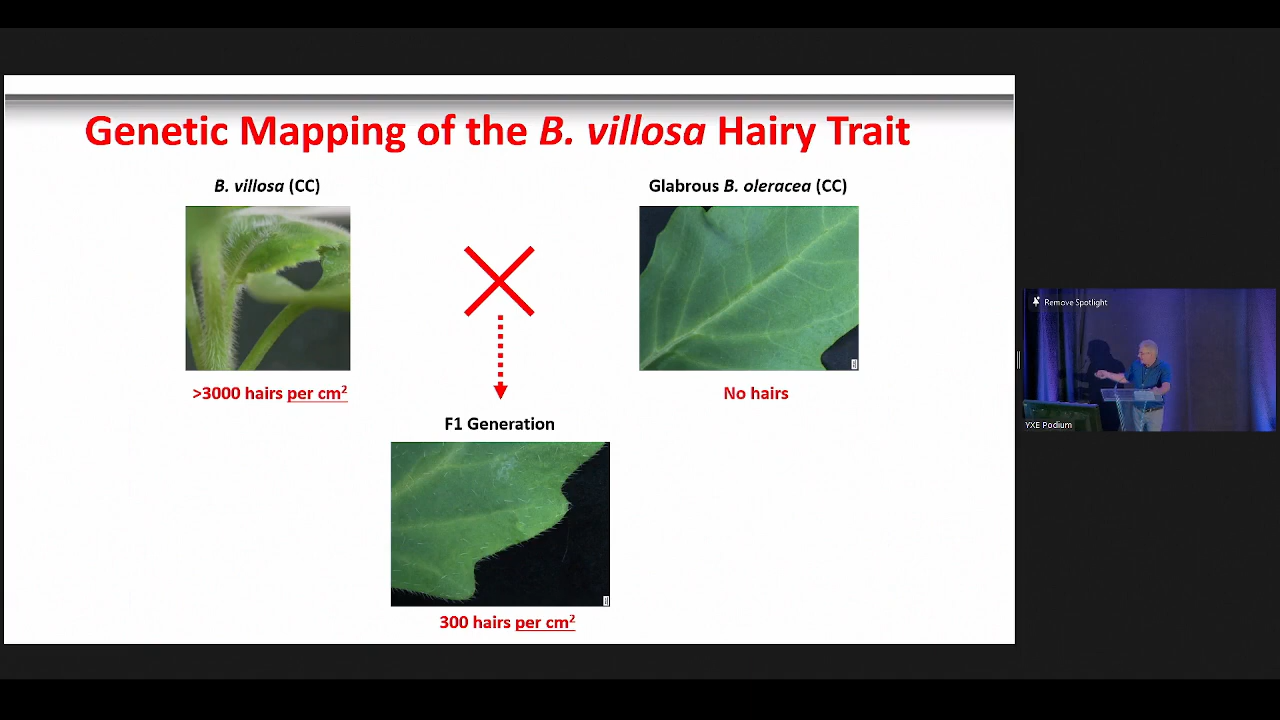 Genetic Mapping of the B. villosa Hairy Trait
B. villosa (CC)
Glabrous B. oleracea (CC)
>3000 hairs per cm²
No hairs
F1 Generation
300 hairs per cm²
Remove Spotlight
YXE Podium